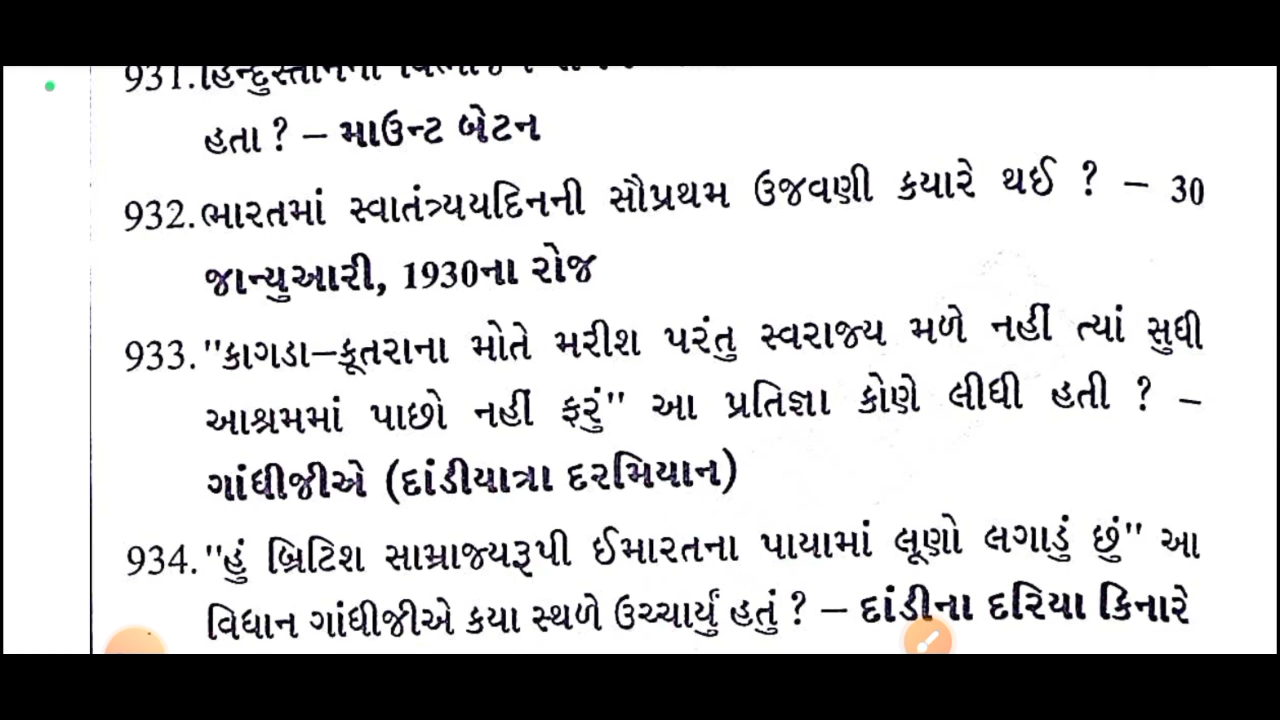 931.હિન્દુસ્તાનના
હતા ? – માઉન્ટ બેટન
932.ભારતમાં સ્વાતંત્ર્યયદિનની સૌપ્રથમ ઉજવણી કયારે થઈ ? – 30
જાન્યુઆરી, 1930ના રોજ
933."કાગડા–કૂતરાના મોતે મરીશ પરંતુ સ્વરાજ્ય મળે નહીં ત્યાં સુધી
આશ્રમમાં પાછો નહીં ફરું" આ પ્રતિજ્ઞા કોણે લીધી હતી ? –
ગાંધીજીએ (દાંડીયાત્રા દરમિયાન)
934."હું બ્રિટિશ સામ્રાજ્યરૂપી ઈમારતના પાયામાં લૂણો લગાડું છું" આ
વિધાન ગાંધીજીએ કયા સ્થળે ઉચ્ચાર્યું હતું ? – દાંડીના દરિયા કિનારે